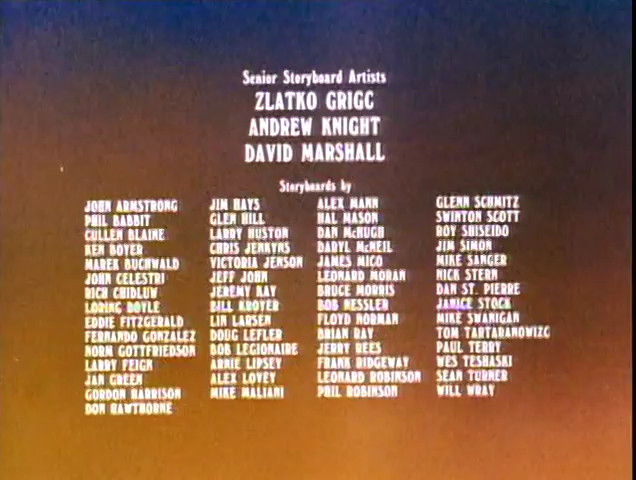 Senior Storyboard Artists
ZLATKO GRIGC
ANDREW KNIGHT
DAVID MARSHALL
Storyboards by
JOHN ARMSTRONG
PHIL BABBIT
CULLEN BLAINE
KEN BOYER
MAREK BUCHWALD
JOHN CELESTRI
RICH CHIDLUW
LORING DOYLE
EDDIE FITZGERALD
FERNANDO GONZALEZ
NORM GOTTFRIEDSON
LARRY FEIGH
JAN GREEN
GORDON HARRISON
DON HAWTHORNE
JIM HAYS
GLEN HILL
LARRY HUSTON
CHRIS JENKYNS
VICTORIA JENSON
JEFF JOHN
JEREMY KAY
BILL KROYER
LIN LARSEN
DOUG LEFLER
BOB LEGIONAIRE
ARNIE LIPSEY
ALEX LOVEY
MIKE MALIANI
ALEX MANN
HAL MASON
DAN McHUGH
DARYL McNEIL
JAMES MICO
LEONARD MORAN
BRUCE MORRIS
BOB NESSLER
FLOYD NORMAN
BRIAN RAY
JERRY REES
FRANK RIDGEWAY
LEONARD ROBINSON
PHIL ROBINSON
GLENN SCHMITZ
SWINTON SCOTT
ROY SHISEIDO
JIM SIMON
MIKE SANGER
NICK STERN
DAN ST. PIERRE
JANICE STOCK
MIKE SWANIGAN
TOM TARTARANOWIZC
PAUL TERRY
WES TESHASKI
SEAN TURNER
WILL WRAY